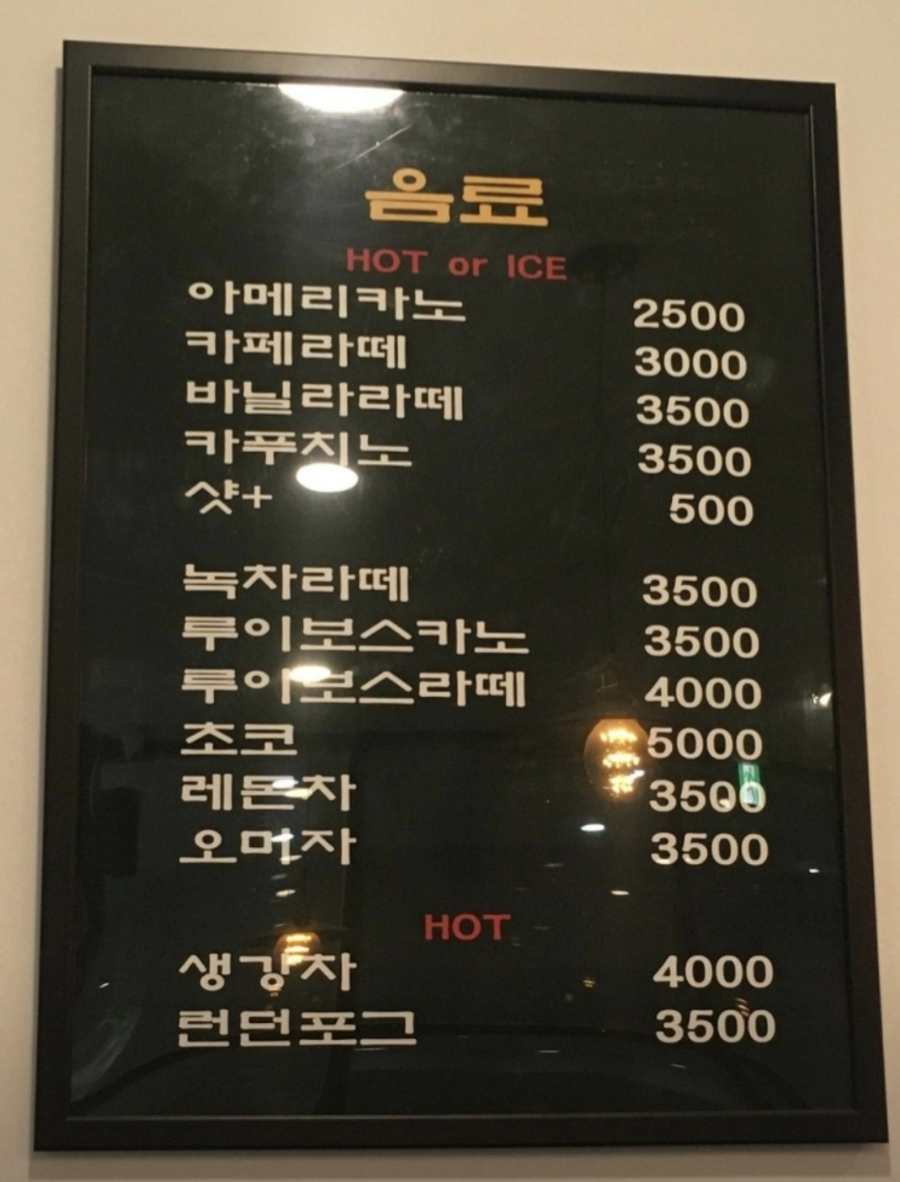 음료
HOT or ICE
아메리카노 2500
카페라떼 3000
바닐라라떼 3500
카푸치노 3500
샷+ 500
녹차라떼 3500
루이보스카노 3500
루이보스라떼 4000
초코 5000
레몬차 3500
오미자 3500
HOT
생강차 4000
런던포그 3500